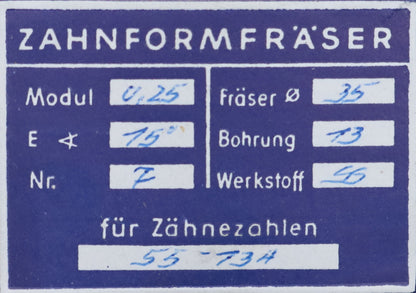 ZAHNFORMFRÄSER
Modul 0,25
E ∢ 15°
Nr. 7
Fräser Ø 35
Bohrung 13
Werkstoff SS
für Zähnezahlen
55-134